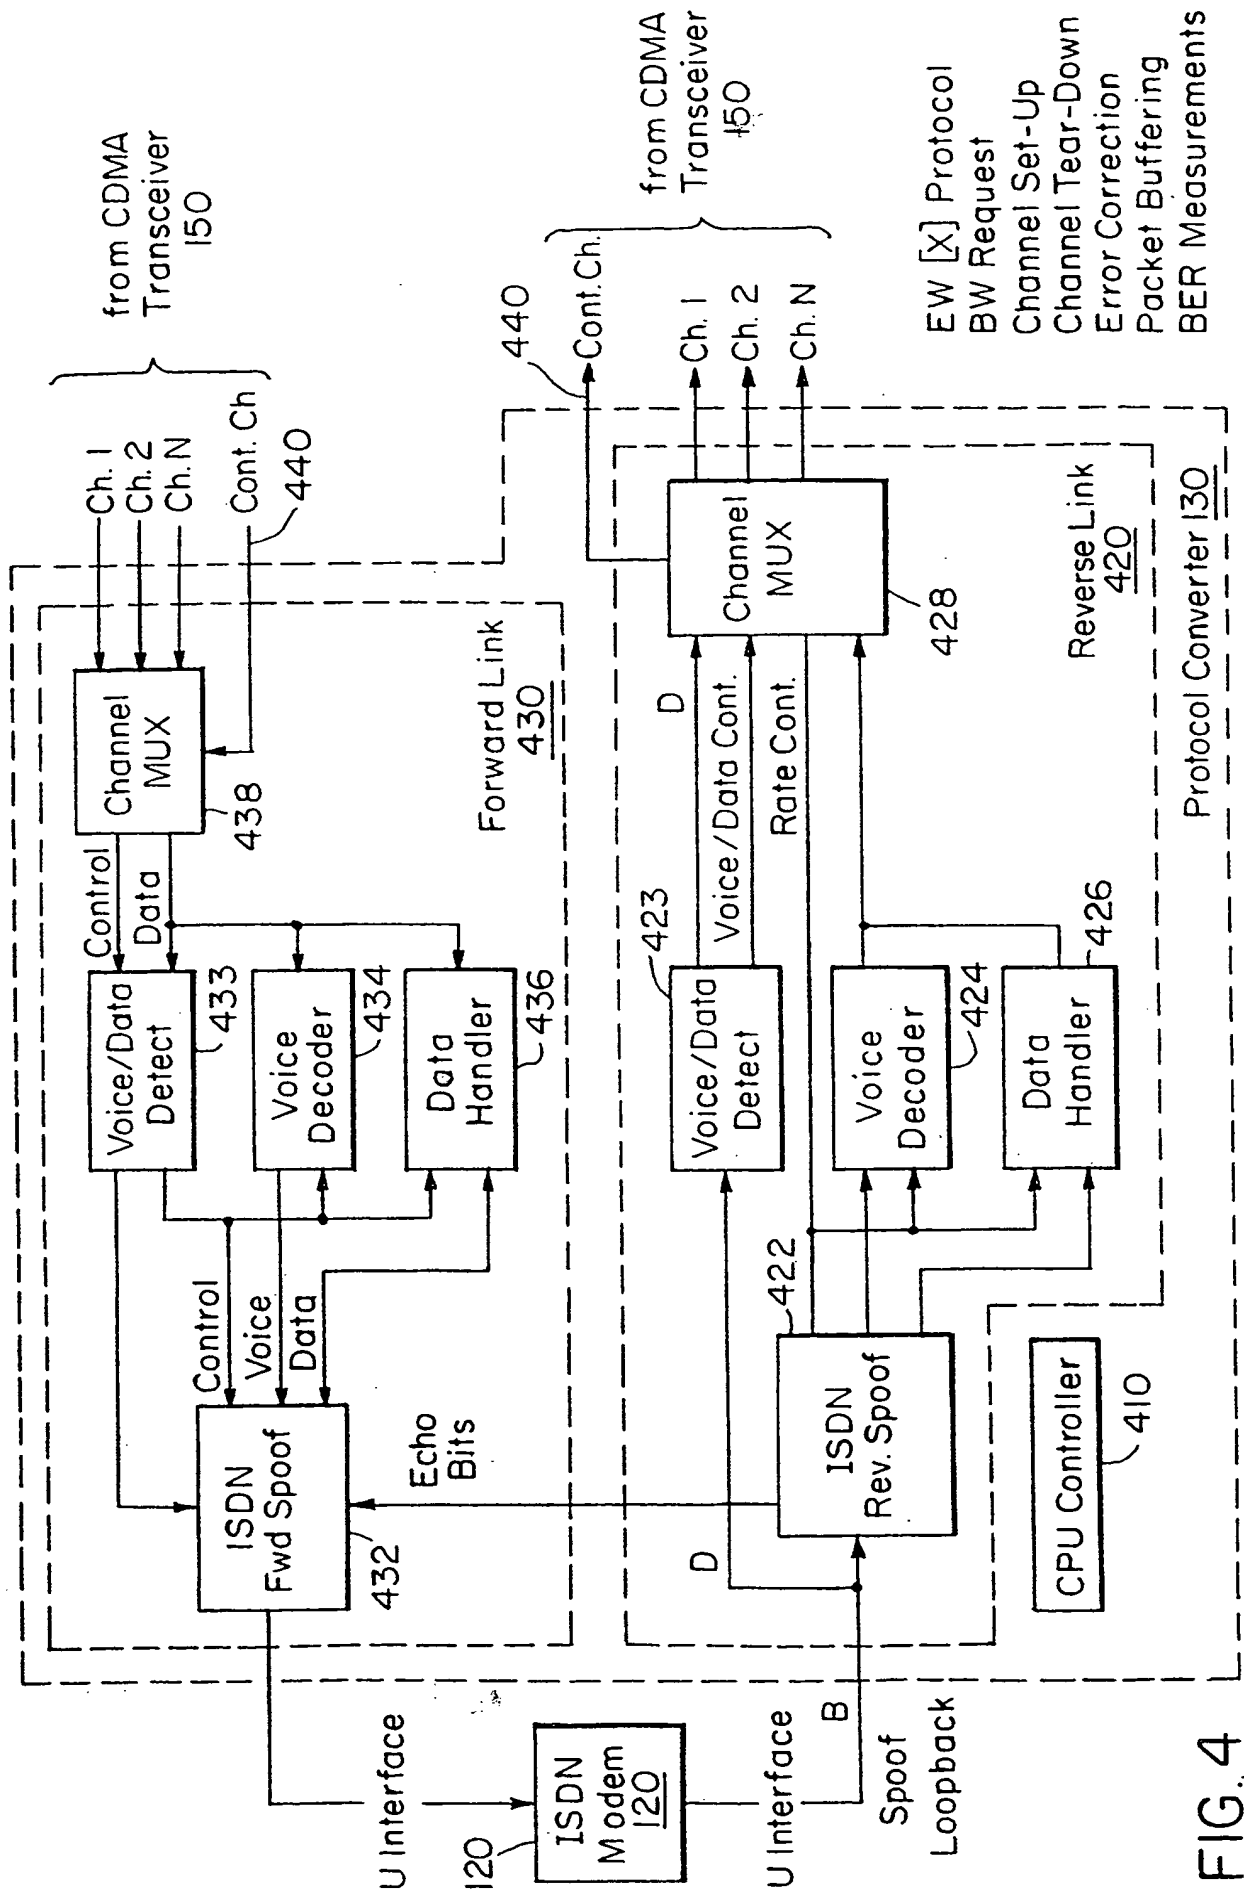 from CDMA
Transceiver
150
Ch. 1
Ch. 2
Ch. N
Cont. Ch
440
Channel
MUX
438
Control
Data
Forward Link
430
Voice/Data
Detect
433
Voice
Decoder
434
Data
Handler
436
Control
Voice
Data
ISDN
Fwd Spoof
432
Echo
Bits
U Interface
120
ISDN
Modem
120
U Interface
B
Spoof
Loopback
D
ISDN
Rev. Spoof
422
CPU Controller
410
Voice/Data
Detect
423
Voice
Decoder
424
Data
Handler
426
D
Voice/Data Cont.
Rate Cont.
Channel
MUX
428
Reverse Link
420
Protocol Converter 130
440
Cont. Ch.
Ch. 1
Ch. 2
Ch. N
from CDMA
Transceiver
150
EW [X] Protocol
BW Request
Channel Set-Up
Channel Tear-Down
Error Correction
Packet Buffering
BER Measurements
FIG. 4